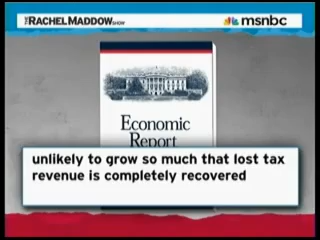 THE RACHEL MADDOW SHOW
msnbc
Economic
Report
unlikely to grow so much that lost tax
revenue is completely recovered